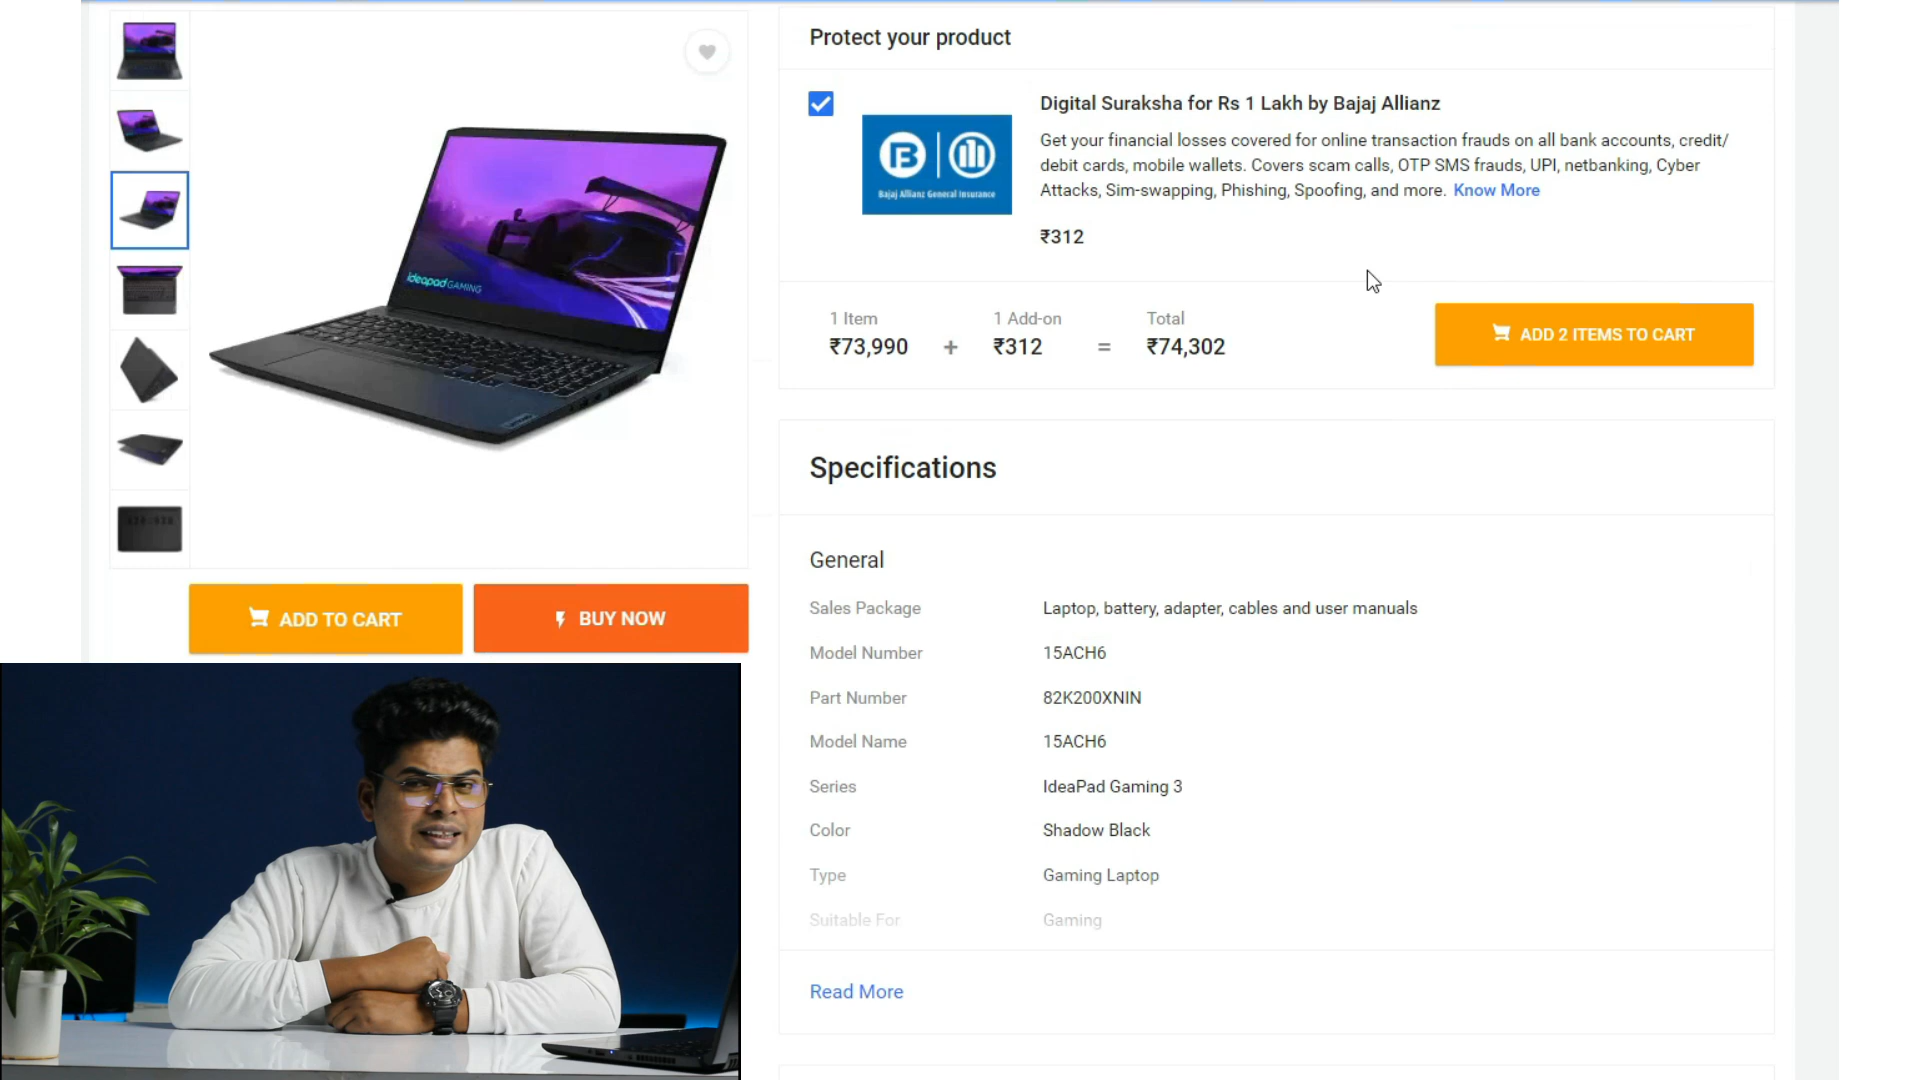 ideapad GAMING
ADD TO CART
BUY NOW
Protect your product
Bajaj Allianz General Insurance
Digital Suraksha for Rs 1 Lakh by Bajaj Allianz
Get your financial losses covered for online transaction frauds on all bank accounts, credit/
debit cards, mobile wallets. Covers scam calls, OTP SMS frauds, UPI, netbanking, Cyber
Attacks, Sim-swapping, Phishing, Spoofing, and more. Know More
₹312
1 Item 1 Add-on Total
₹73,990 + ₹312 = ₹74,302
ADD 2 ITEMS TO CART
Specifications
General
Sales Package Laptop, battery, adapter, cables and user manuals
Model Number 15ACH6
Part Number 82K200XNIN
Model Name 15ACH6
Series IdeaPad Gaming 3
Color Shadow Black
Type Gaming Laptop
Suitable For Gaming
Read More